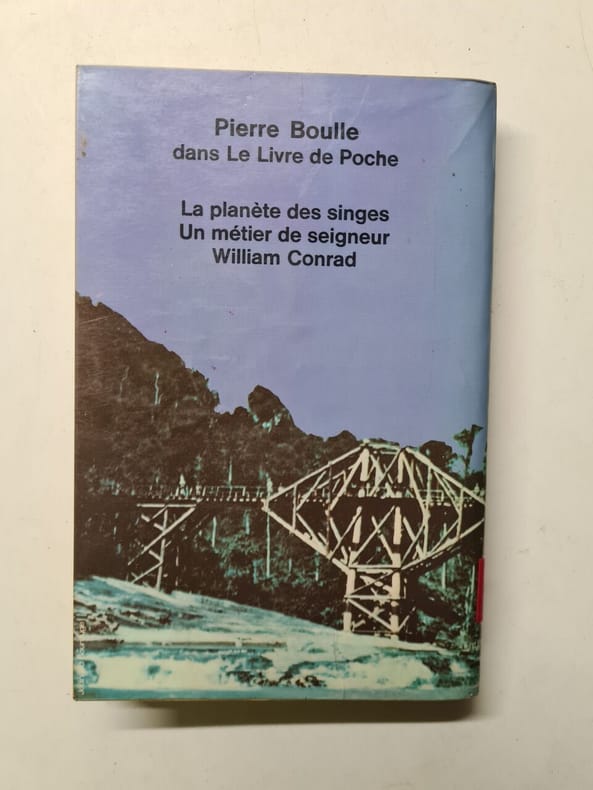 Pierre Boulle
dans Le Livre de Poche
La planète des singes
Un métier de seigneur
William Conrad